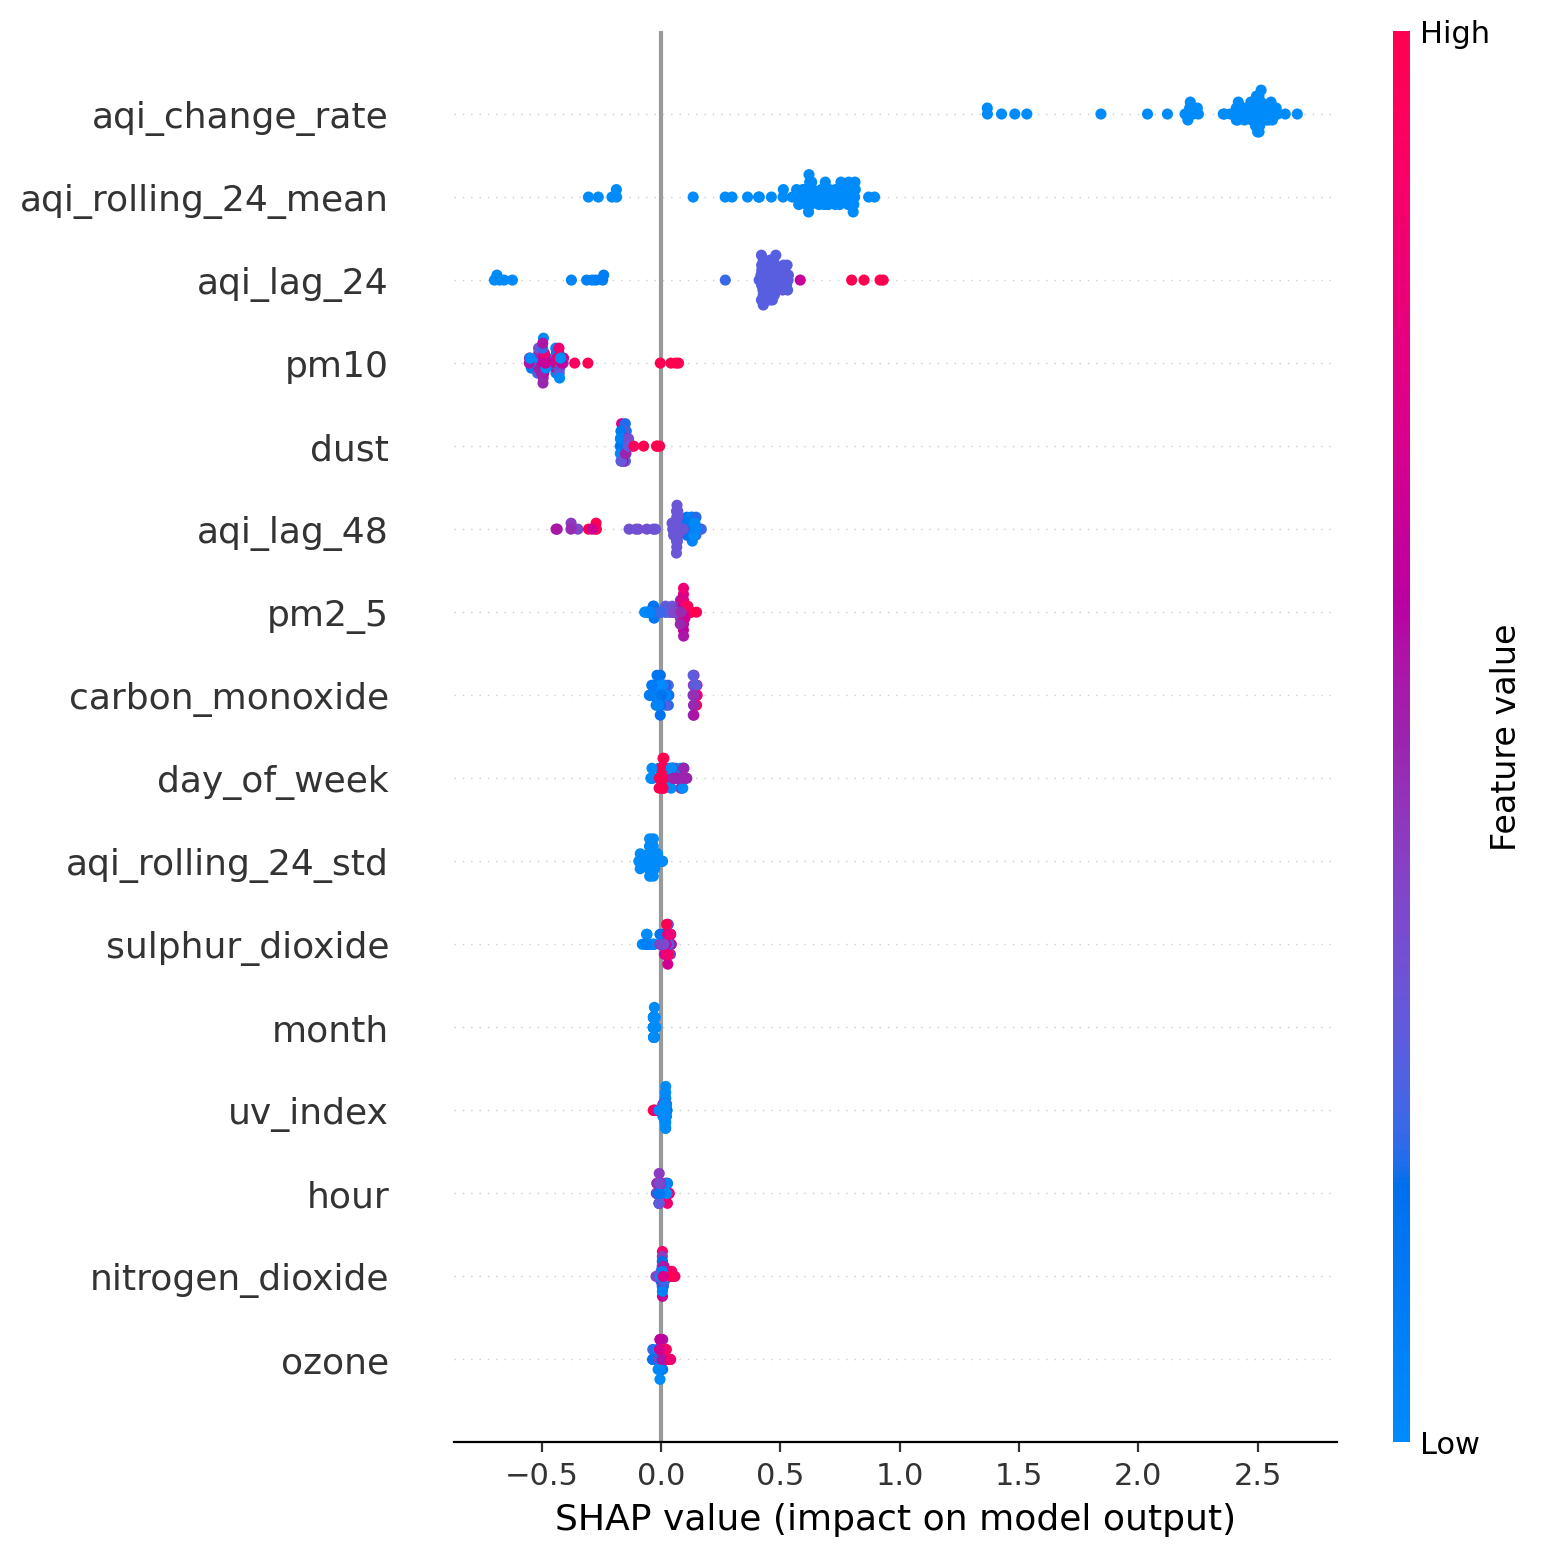 High
aqi_change_rate
aqi_rolling_24_mean
aqi_lag_24
pm10
dust
aqi_lag_48
pm2_5
carbon_monoxide
day_of_week
aqi_rolling_24_std
sulphur_dioxide
month
uv_index
hour
nitrogen_dioxide
ozone
Feature value
Low
−0.5 0.0 0.5 1.0 1.5 2.0 2.5
SHAP value (impact on model output)